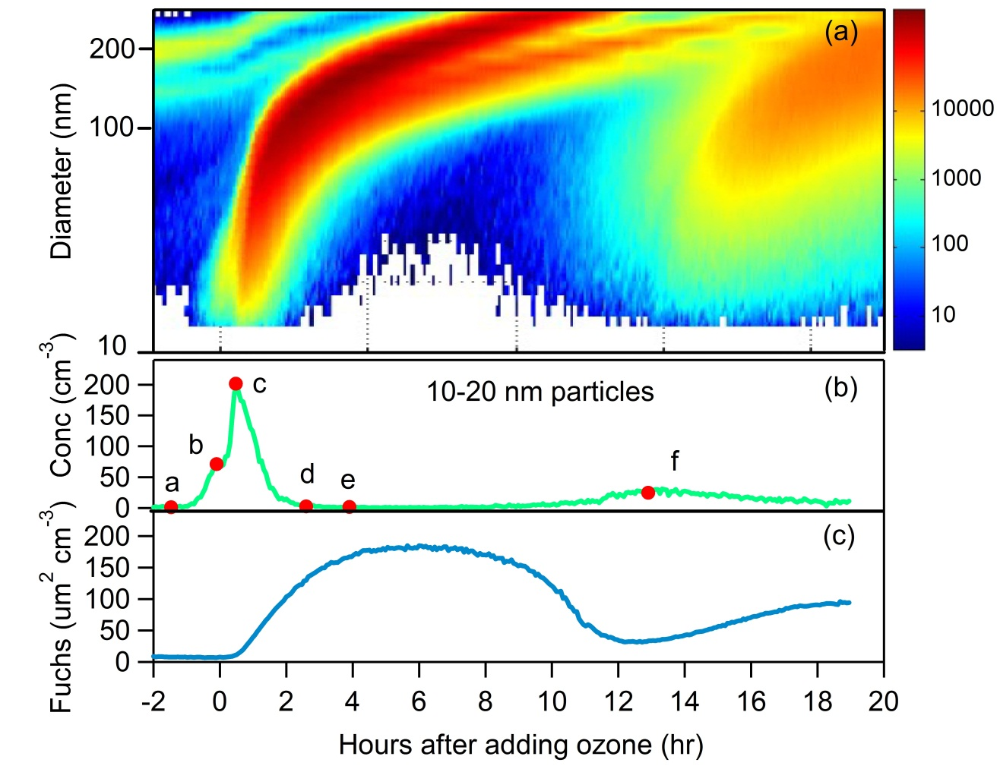 (a)
Diameter (nm)
200
100
10
10000
1000
100
10
Conc (cm-3)
200
150
100
50
0
10-20 nm particles
(b)
a
b
c
d
e
f
Fuchs (um2 cm-3)
200
150
100
50
0
(c)
-2 0 2 4 6 8 10 12 14 16 18 20
Hours after adding ozone (hr)